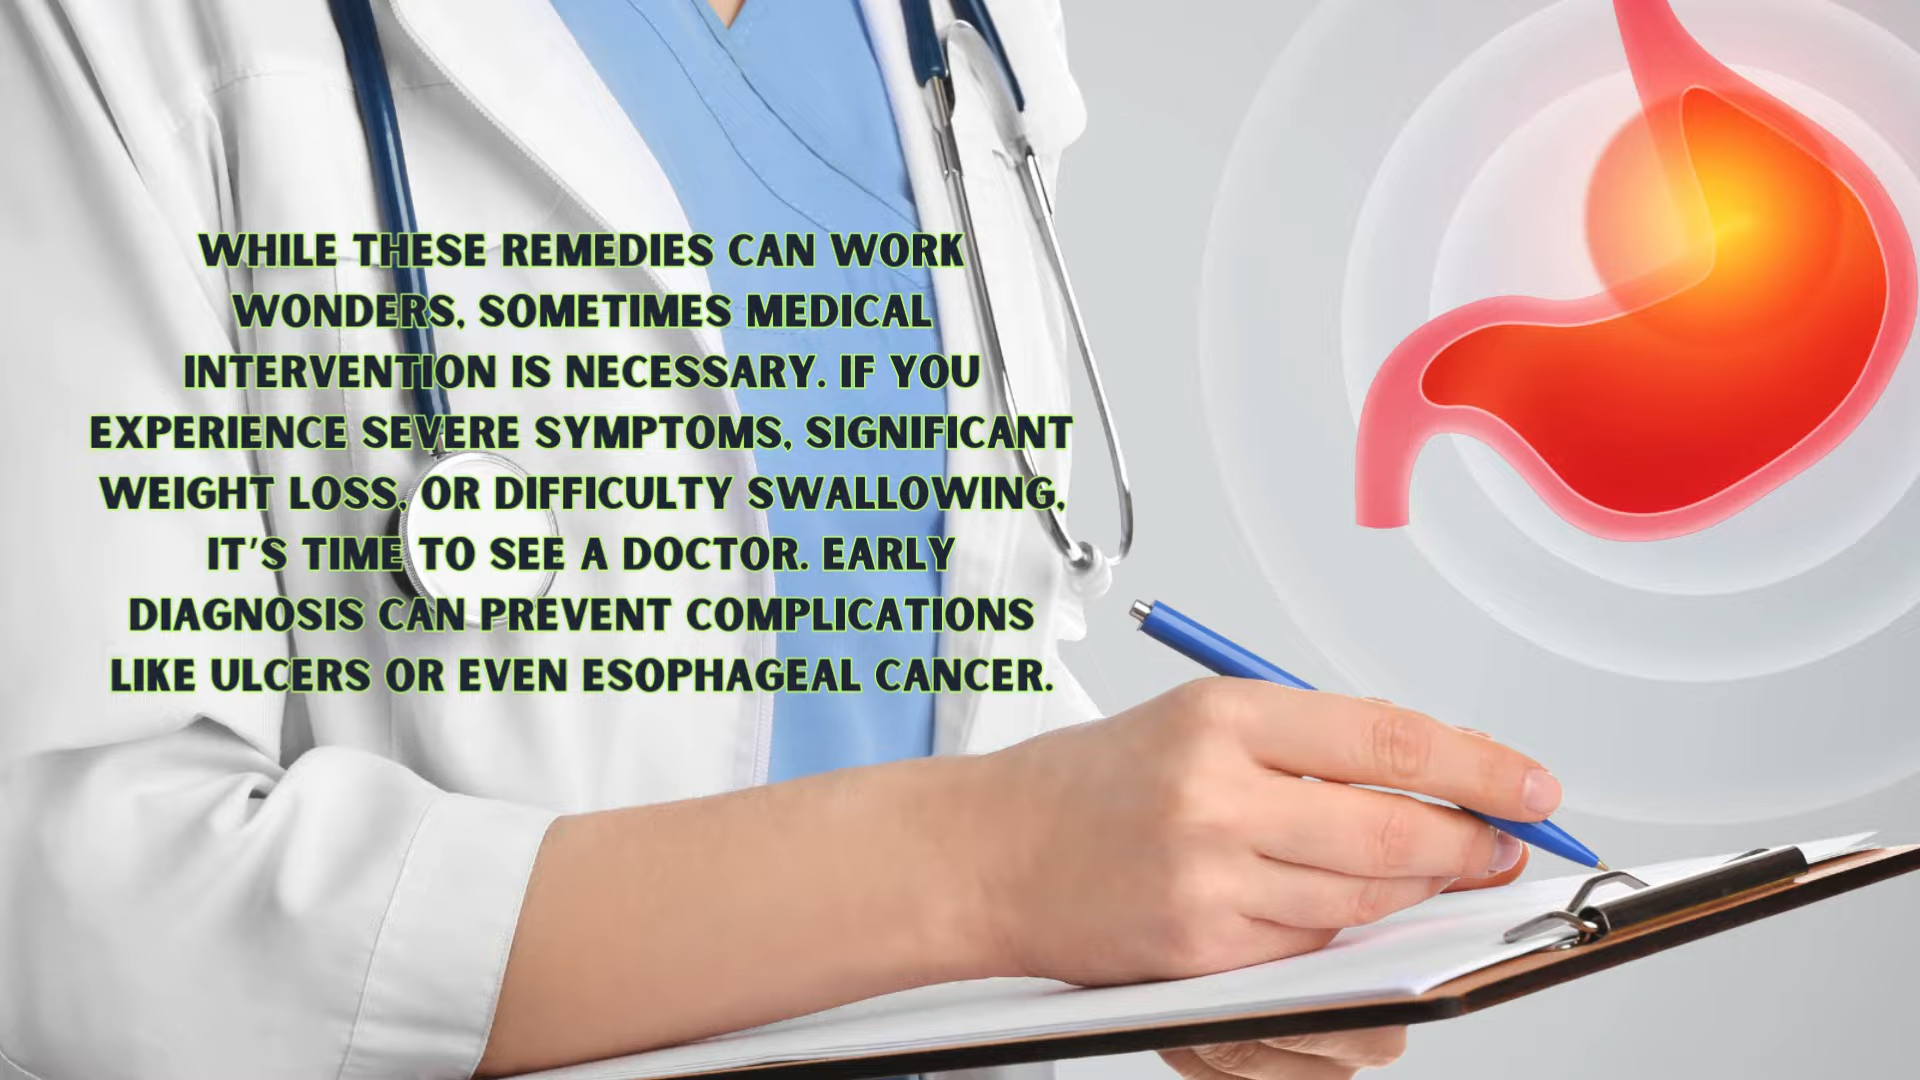 WHILE THESE REMEDIES CAN WORK
WONDERS, SOMETIMES MEDICAL
INTERVENTION IS NECESSARY. IF YOU
EXPERIENCE SEVERE SYMPTOMS, SIGNIFICANT
WEIGHT LOSS, OR DIFFICULTY SWALLOWING,
IT'S TIME TO SEE A DOCTOR. EARLY
DIAGNOSIS CAN PREVENT COMPLICATIONS
LIKE ULCERS OR EVEN ESOPHAGEAL CANCER.